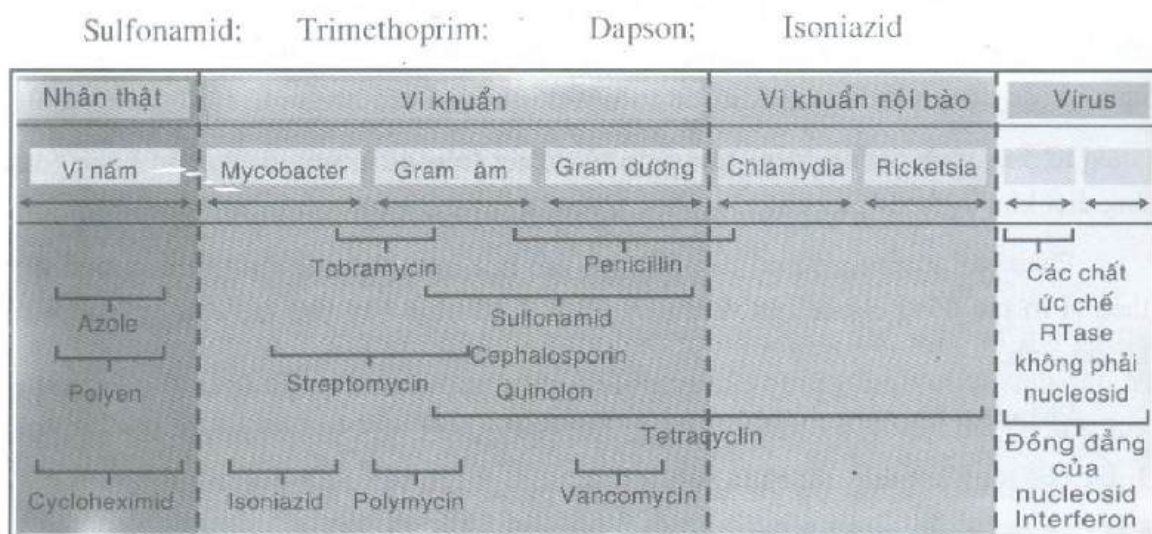 Sulfonamid; Trimethoprim: Dapson; Isoniazid
Nhân thật Vi khuẩn Vi khuẩn nội bào Virus
Vi nấm Mycobacter Gram âm Gram dương Chlamydia Ricketsia
Tobramycin Penicillin
Các chất
ức chế
RTase
không phải
nucleosid
Azole Sulfonamid
Cephalosporin
Polyen Streptomycin Quinolon
Tetracyclin
Đồng đẳng
của
nucleosid
Interferon
Cycloheximid Isoniazid Polymycin Vancomycin